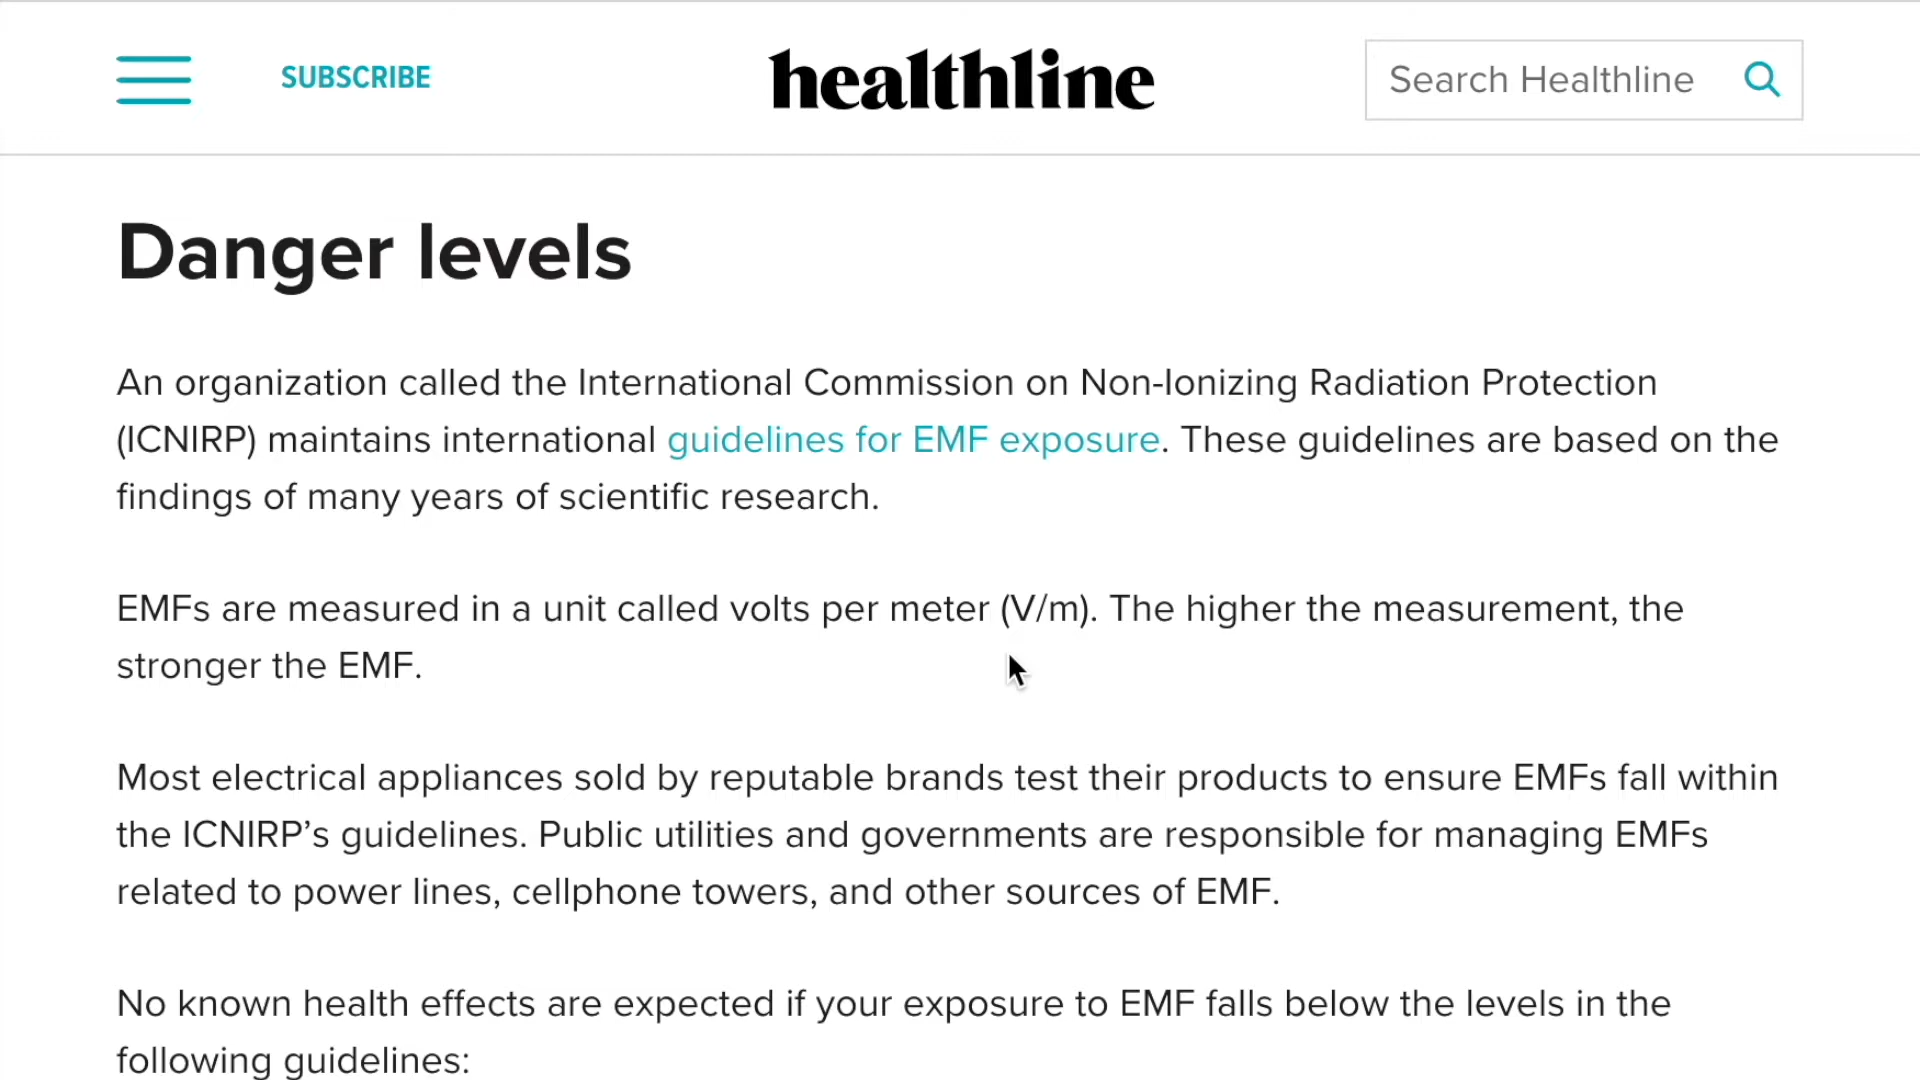 SUBSCRIBE
healthline
Search Healthline
Danger levels
An organization called the International Commission on Non-Ionizing Radiation Protection
(ICNIRP) maintains international guidelines for EMF exposure. These guidelines are based on the
findings of many years of scientific research.
EMFs are measured in a unit called volts per meter (V/m). The higher the measurement, the
stronger the EMF.
Most electrical appliances sold by reputable brands test their products to ensure EMFs fall within
the ICNIRP’s guidelines. Public utilities and governments are responsible for managing EMFs
related to power lines, cellphone towers, and other sources of EMF.
No known health effects are expected if your exposure to EMF falls below the levels in the
following guidelines: